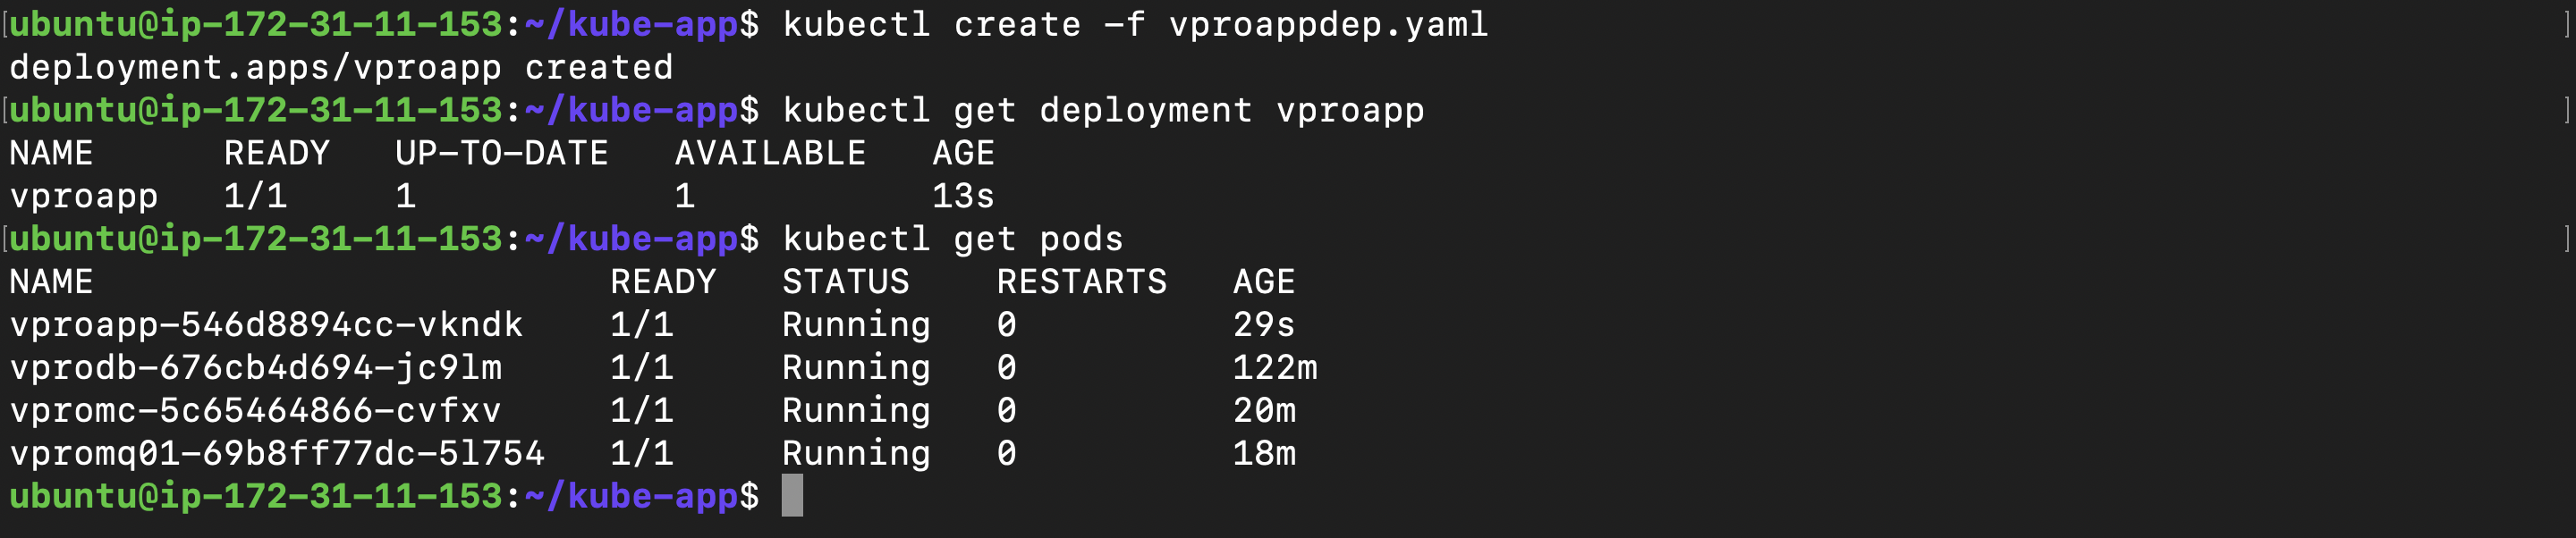 [ubuntu@ip-172-31-11-153:~/kube-app$ kubectl create -f vproappdep.yaml ]
deployment.apps/vproapp created
[ubuntu@ip-172-31-11-153:~/kube-app$ kubectl get deployment vproapp ]
NAME      READY   UP-TO-DATE   AVAILABLE   AGE
vproapp   1/1     1            1           13s
[ubuntu@ip-172-31-11-153:~/kube-app$ kubectl get pods ]
NAME                        READY   STATUS    RESTARTS   AGE
vproapp-546d8894cc-vkndk    1/1     Running   0          29s
vprodb-676cb4d694-jc9lm     1/1     Running   0          122m
vpromc-5c65464866-cvfxv     1/1     Running   0          20m
vpromq01-69b8ff77dc-5l754   1/1     Running   0          18m
ubuntu@ip-172-31-11-153:~/kube-app$